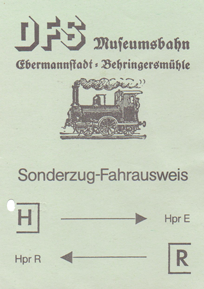 DFS Museumsbahn
Ebermannstadt - Behringersmühle
Sonderzug-Fahrausweis
H Hpr E
Hpr R R